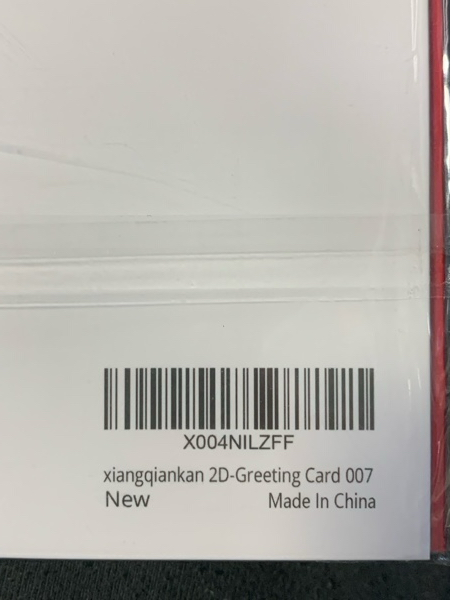 X004NILZFF
xiangqiankan 2D-Greeting Card 007
New
Made In China